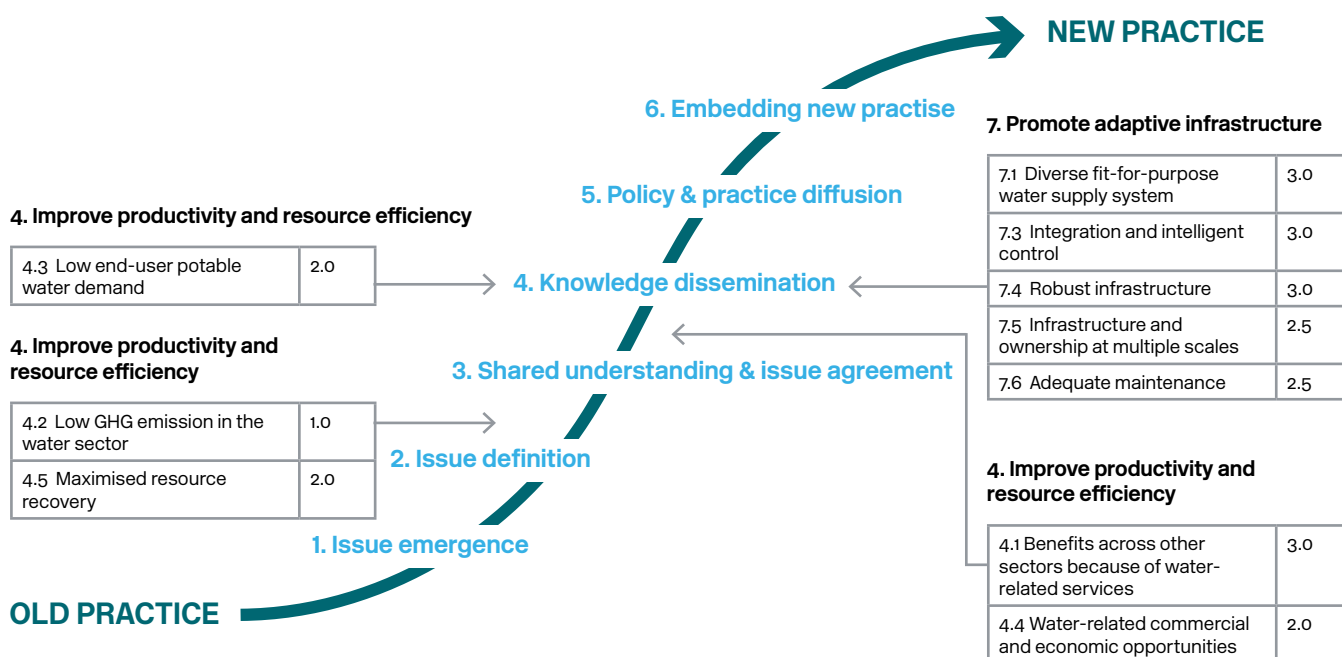 NEW PRACTICE
6. Embedding new practise
5. Policy & practice diffusion
4. Knowledge dissemination
3. Shared understanding & issue agreement
2. Issue definition
1. Issue emergence
OLD PRACTICE
4. Improve productivity and resource efficiency
4.3 Low end-user potable 2.0
water demand
4. Improve productivity and
resource efficiency
4.2 Low GHG emission in the 1.0
water sector
4.5 Maximised resource 2.0
recovery
7. Promote adaptive infrastructure
7.1 Diverse fit-for-purpose 3.0
water supply system
7.3 Integration and intelligent 3.0
control
7.4 Robust infrastructure 3.0
7.5 Infrastructure and 2.5
ownership at multiple scales
7.6 Adequate maintenance 2.5
4. Improve productivity and
resource efficiency
4.1 Benefits across other 3.0
sectors because of water-
related services
4.4 Water-related commercial 2.0
and economic opportunities